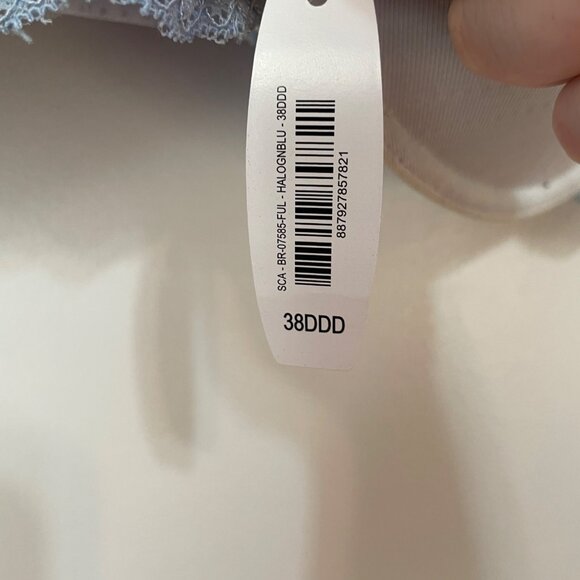 SCA - BR-07585-FUL - HALOGNBLU - 38DDD
887927857821
38DDD